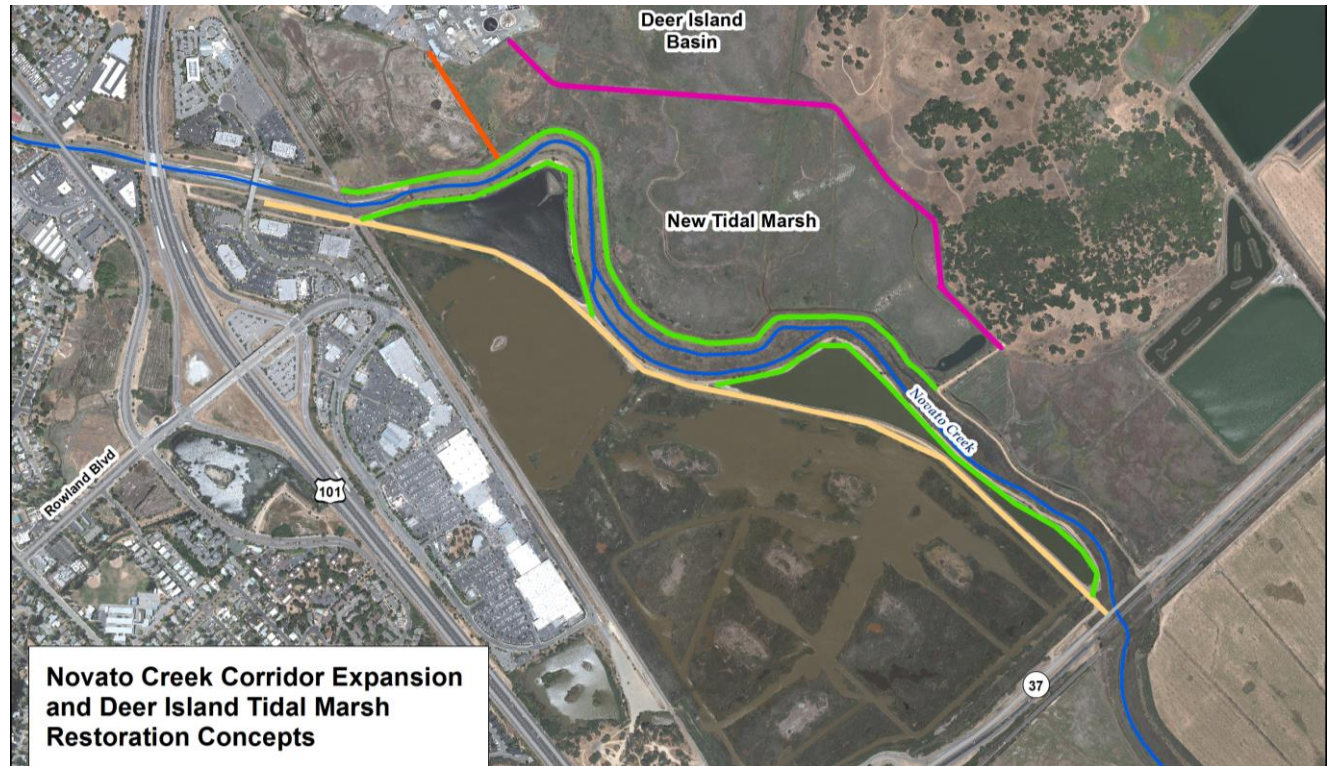 Deer Island
Basin
New Tidal Marsh
Novato Creek
Rowland Blvd
101
37
Novato Creek Corridor Expansion
and Deer Island Tidal Marsh
Restoration Concepts